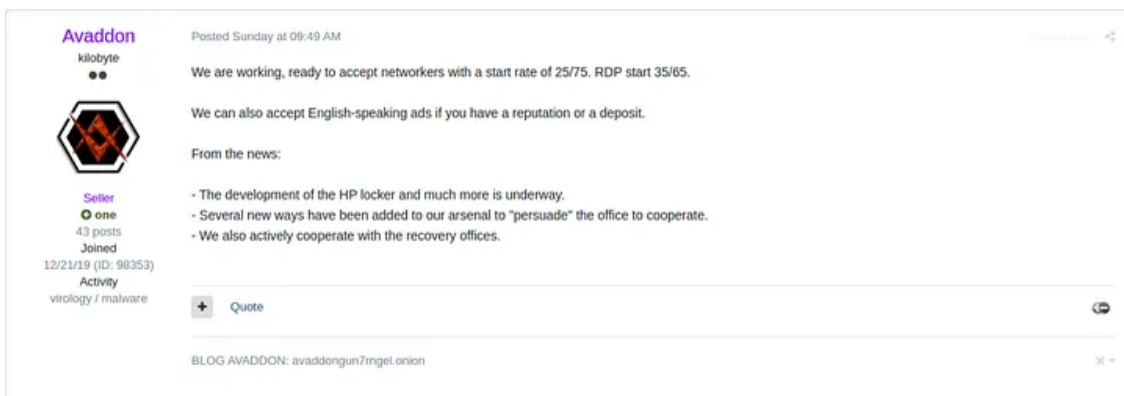 Avaddon
kilobyte
Seller
one
43 posts
Joined
12/21/19 (ID: 98353)
Activity
virology / malware
Posted Sunday at 09:49 AM
We are working, ready to accept networkers with a start rate of 25/75. RDP start 35/65.
We can also accept English-speaking ads if you have a reputation or a deposit.
From the news:
- The development of the HP locker and much more is underway.
- Several new ways have been added to our arsenal to "persuade" the office to cooperate.
- We also actively cooperate with the recovery offices.
+ Quote
BLOG AVADDON: avaddongun7rngel.onion